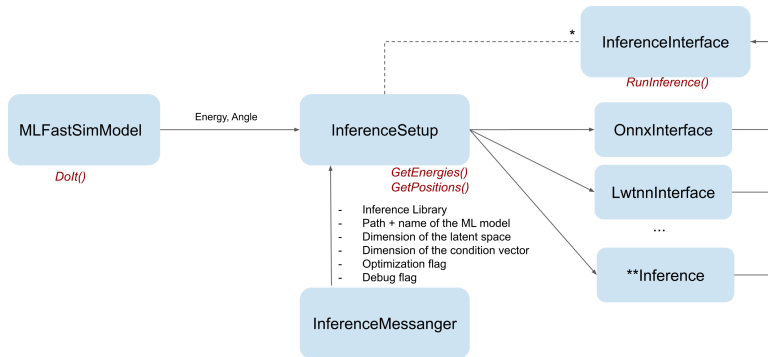 *
InferenceInterface
RunInference()
MLFastSimModel
DoIt()
Energy, Angle
InferenceSetup
GetEnergies()
GetPositions()
OnnxInterface
LwtnnInterface
...
**Inference
- Inference Library
- Path + name of the ML model
- Dimension of the latent space
- Dimension of the condition vector
- Optimization flag
- Debug flag
InferenceMessanger